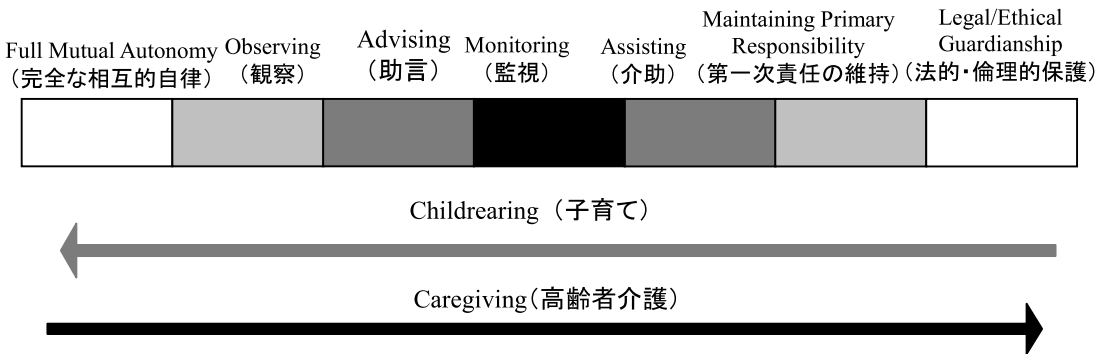 Full Mutual Autonomy
(完全な相互的自律)
Observing
(観察)
Advising
(助言)
Monitoring
(監視)
Assisting
(介助)
Maintaining Primary
Responsibility
(第一次責任の維持)
Legal/Ethical
Guardianship
(法的・倫理的保護)
Childrearing (子育て)
Caregiving(高齢者介護)